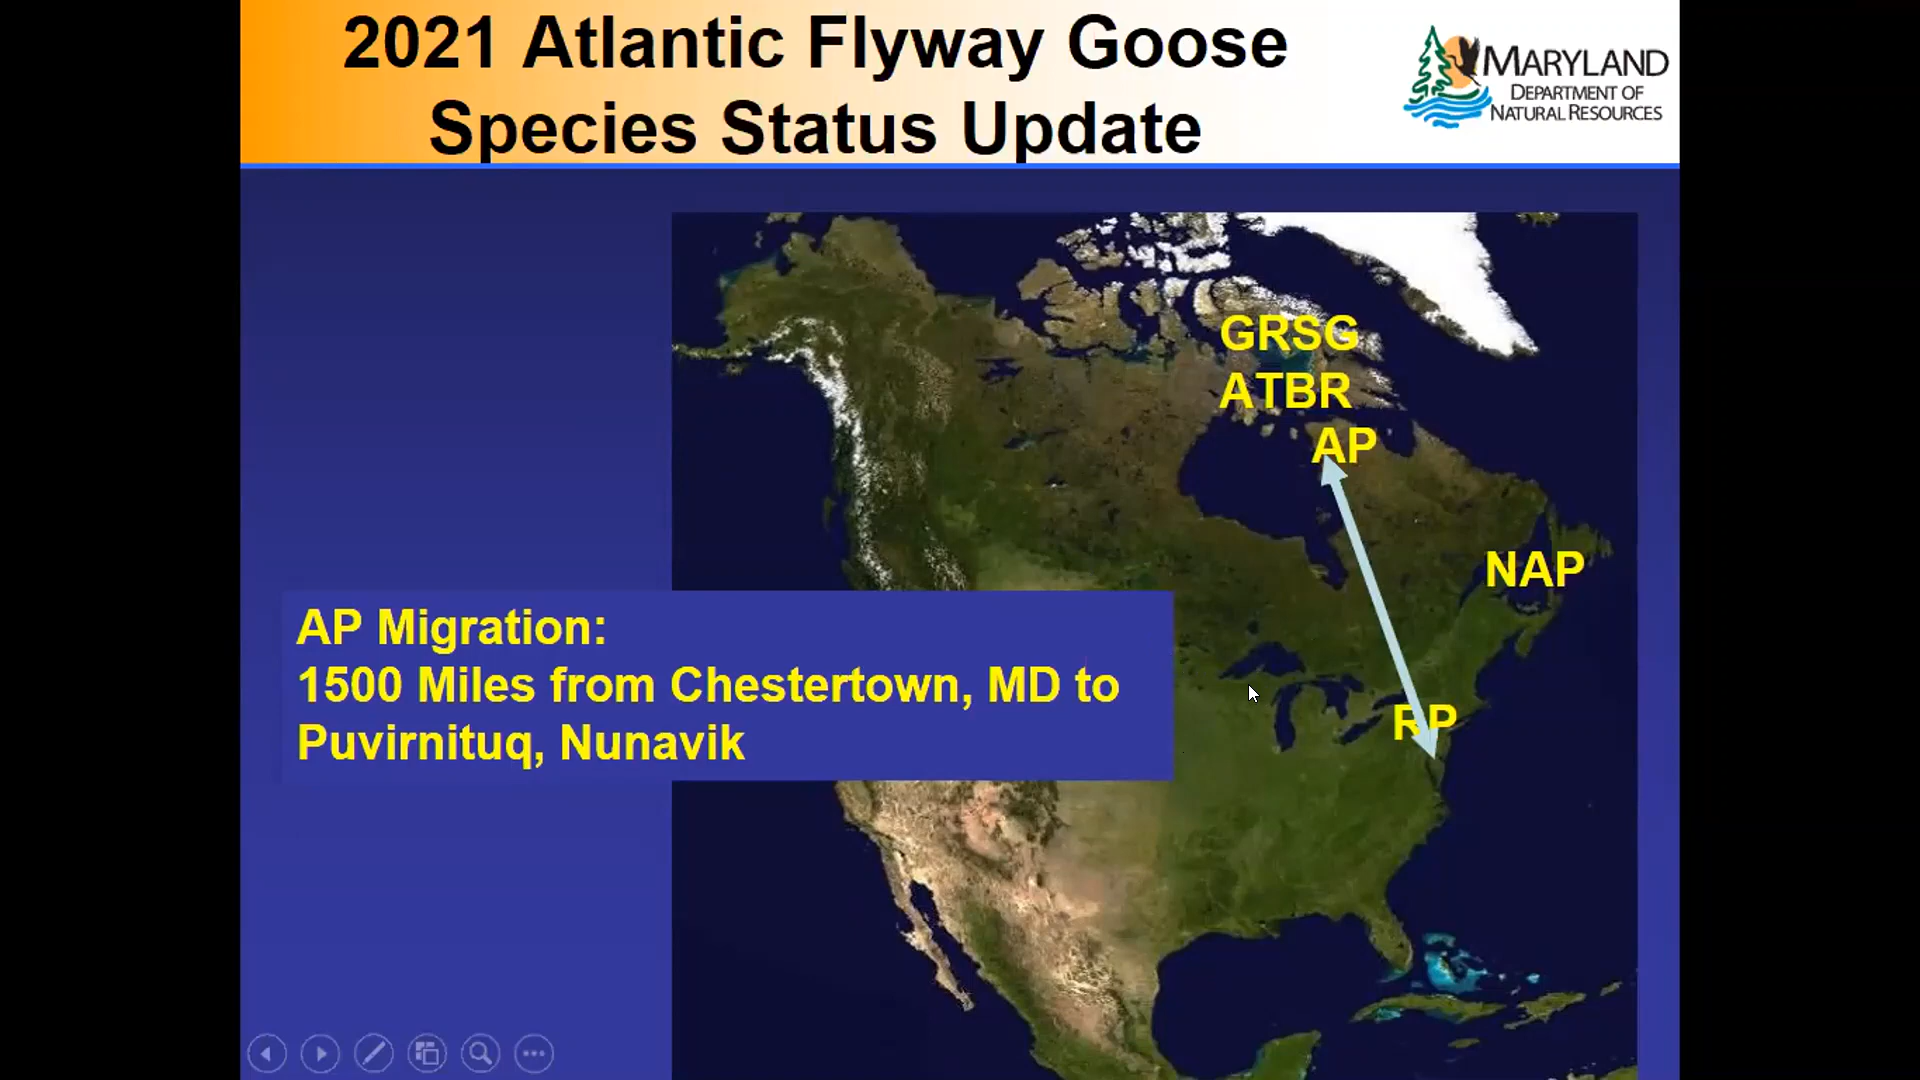 2021 Atlantic Flyway Goose
Species Status Update
MARYLAND
DEPARTMENT OF
NATURAL RESOURCES
GRSG
ATBR
AP
NAP
RP
AP Migration:
1500 Miles from Chestertown, MD to
Puvirnituq, Nunavik